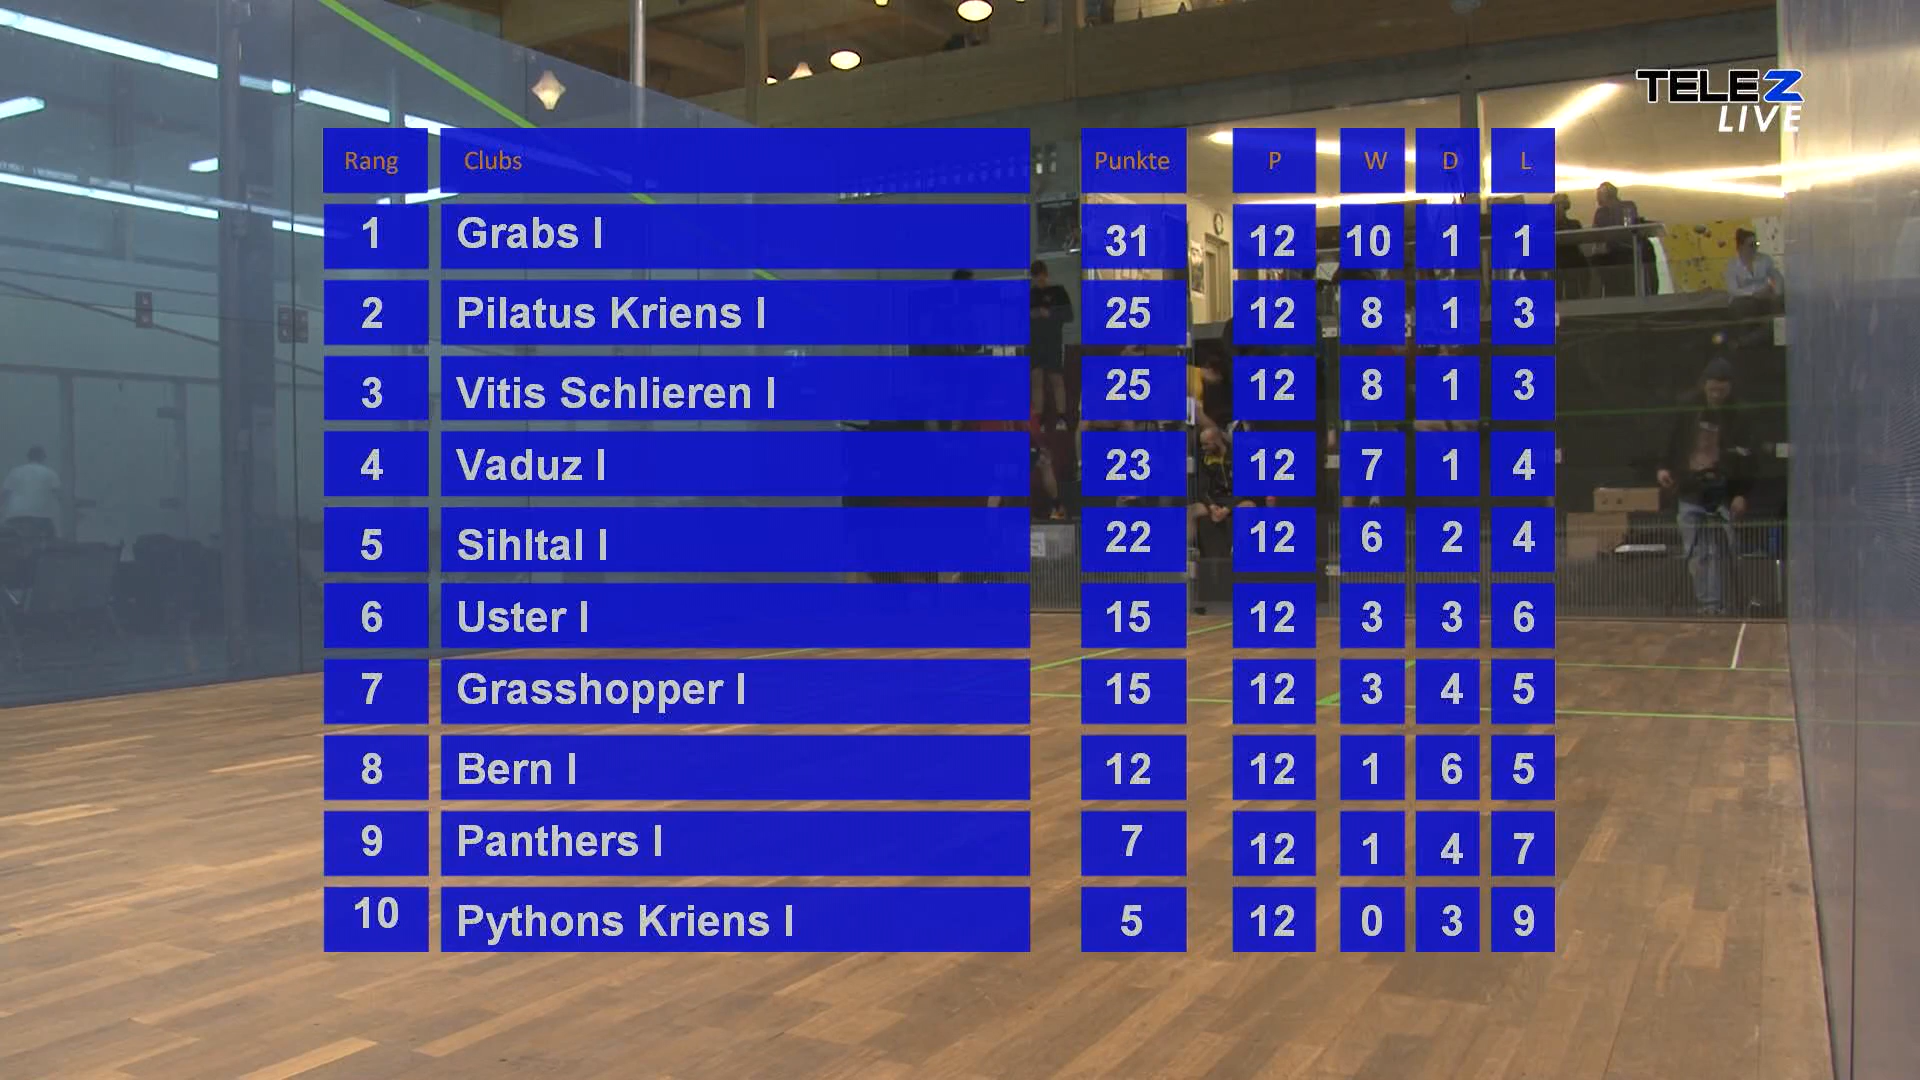 TELE Z
LIVE
Rang Clubs Punkte P W D L
1 Grabs I 31 12 10 1 1
2 Pilatus Kriens I 25 12 8 1 3
3 Vitis Schlieren I 25 12 8 1 3
4 Vaduz I 23 12 7 1 4
5 Sihltal I 22 12 6 2 4
6 Uster I 15 12 3 3 6
7 Grasshopper I 15 12 3 4 5
8 Bern I 12 12 1 6 5
9 Panthers I 7 12 1 4 7
10 Pythons Kriens I 5 12 0 3 9